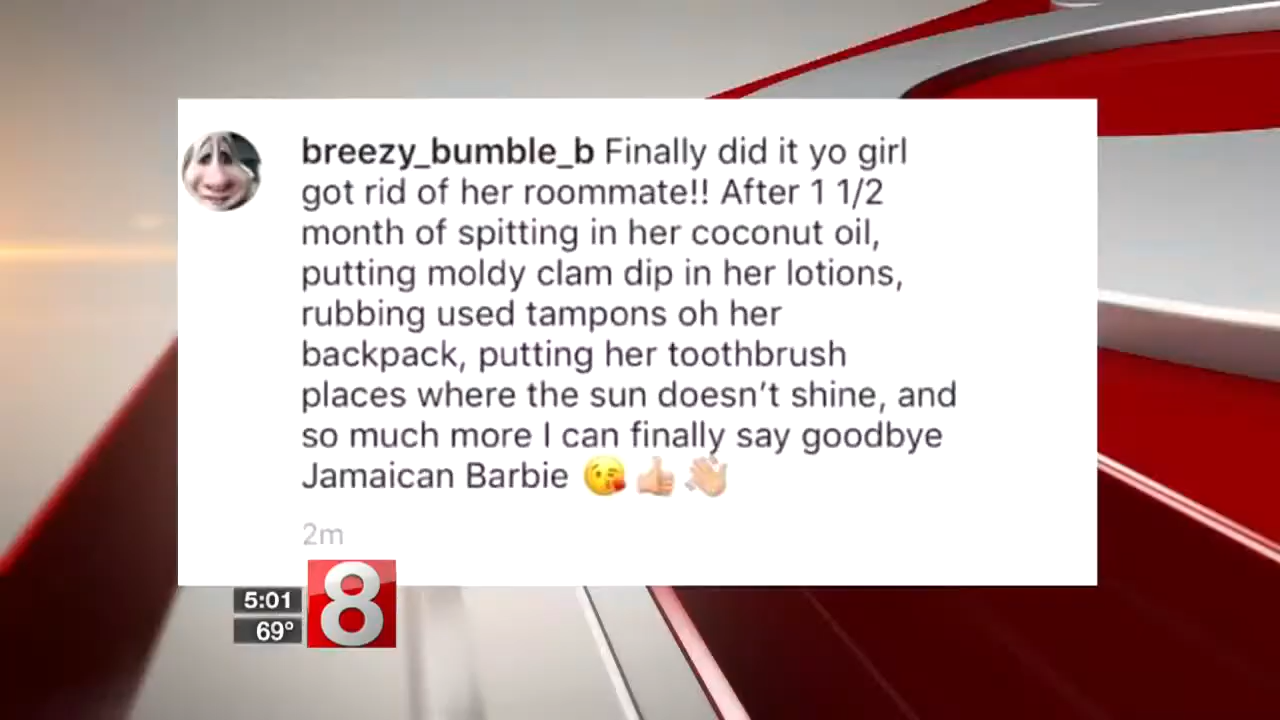 breezy_bumble_b Finally did it yo girl
got rid of her roommate!! After 1 1/2
month of spitting in her coconut oil,
putting moldy clam dip in her lotions,
rubbing used tampons oh her
backpack, putting her toothbrush
places where the sun doesn’t shine, and
so much more I can finally say goodbye
Jamaican Barbie 😘👍🏼👋🏼
2m
5:01
69°
8